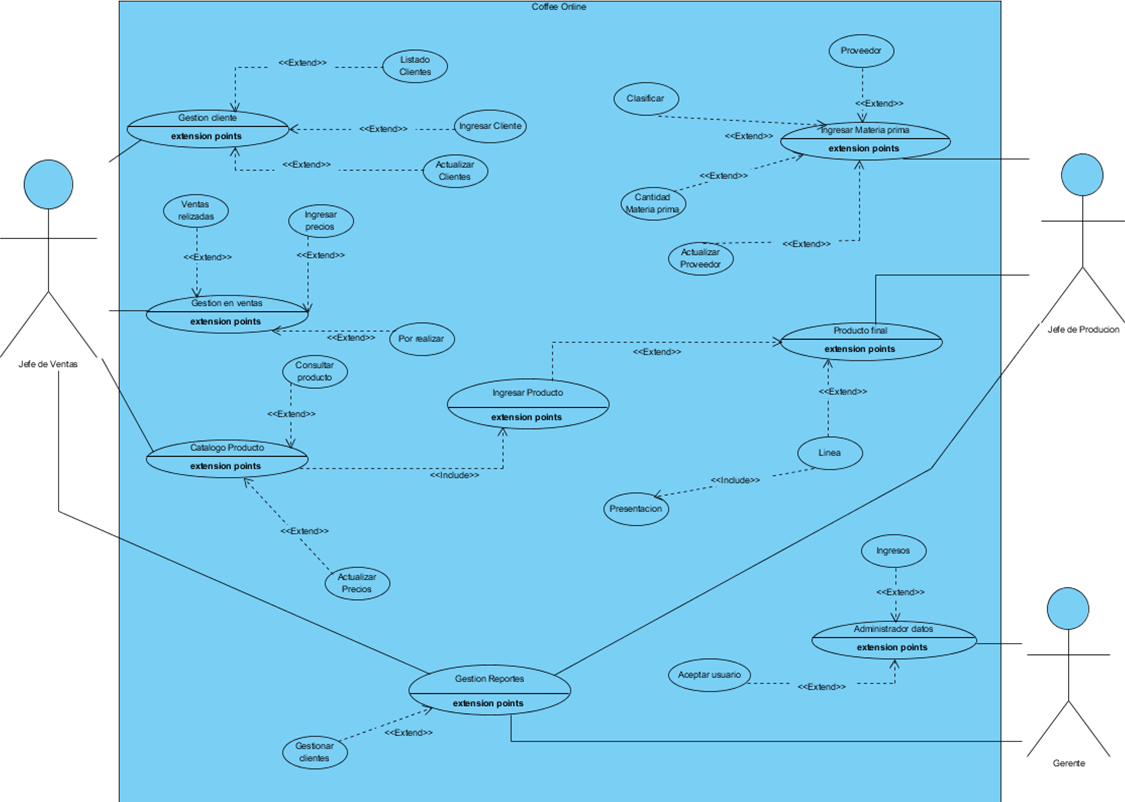 Coffee Online
<<Extend>>
Listado
Clientes
Gestion cliente
extension points
<<Extend>>
Ingresar Cliente
<<Extend>>
Actualizar
Clientes
Proveedor
<<Extend>>
Clasificar
<<Extend>>
Ingresar Materia prima
extension points
<<Extend>>
Cantidad
Materia prima
<<Extend>>
Actualizar
Proveedor
Ventas
relizadas
<<Extend>>
Ingresar
precios
<<Extend>>
Gestion en ventas
extension points
<<Extend>>
Por realizar
Jefe de Ventas
Jefe de Producion
Producto final
extension points
<<Extend>>
<<Extend>>
Consultar
producto
<<Extend>>
Ingresar Producto
extension points
Catalogo Producto
extension points
<<Include>>
Linea
<<Include>>
Presentacion
<<Extend>>
Actualizar
Precios
Ingresos
<<Extend>>
Administrador datos
extension points
Aceptar usuario
<<Extend>>
Gestion Reportes
extension points
<<Extend>>
Gestionar
clientes
Gerente